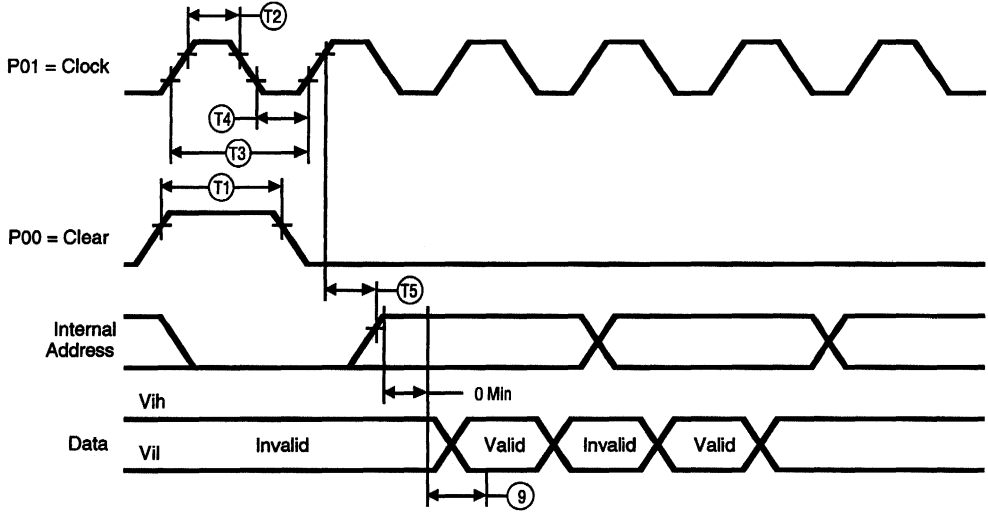 T2
P01 = Clock
T4
T3
T1
P00 = Clear
T5
Internal
Address
0 Min
Vih
Data
Vil
Invalid
Valid
Invalid
Valid
9